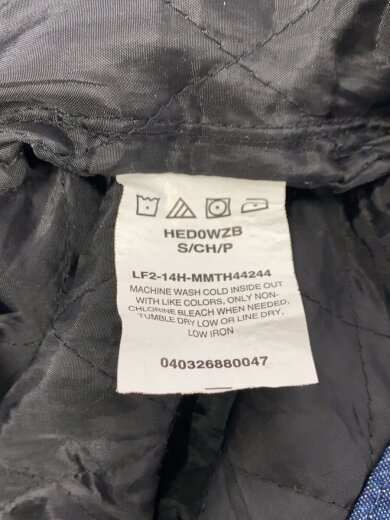 HED0WZB
S/CH/P
LF2-14H-MMTH44244
MACHINE WASH COLD INSIDE OUT
WITH LIKE COLORS, ONLY NON-
CHLORINE BLEACH WHEN NEEDED.
TUMBLE DRY LOW OR LINE DRY.
LOW IRON
040326880047